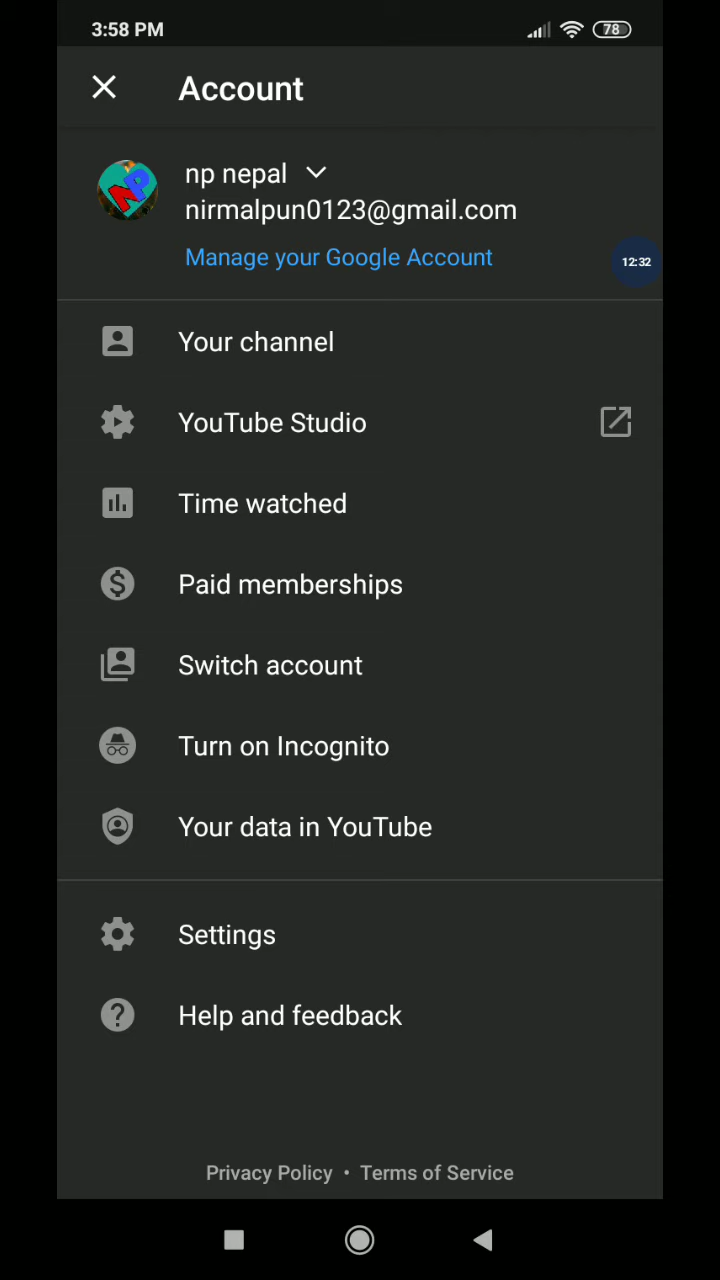 3:58 PM
78
Account
NP
np nepal
nirmalpun0123@gmail.com
Manage your Google Account
12:32
Your channel
YouTube Studio
Time watched
Paid memberships
Switch account
Turn on Incognito
Your data in YouTube
Settings
Help and feedback
Privacy Policy • Terms of Service